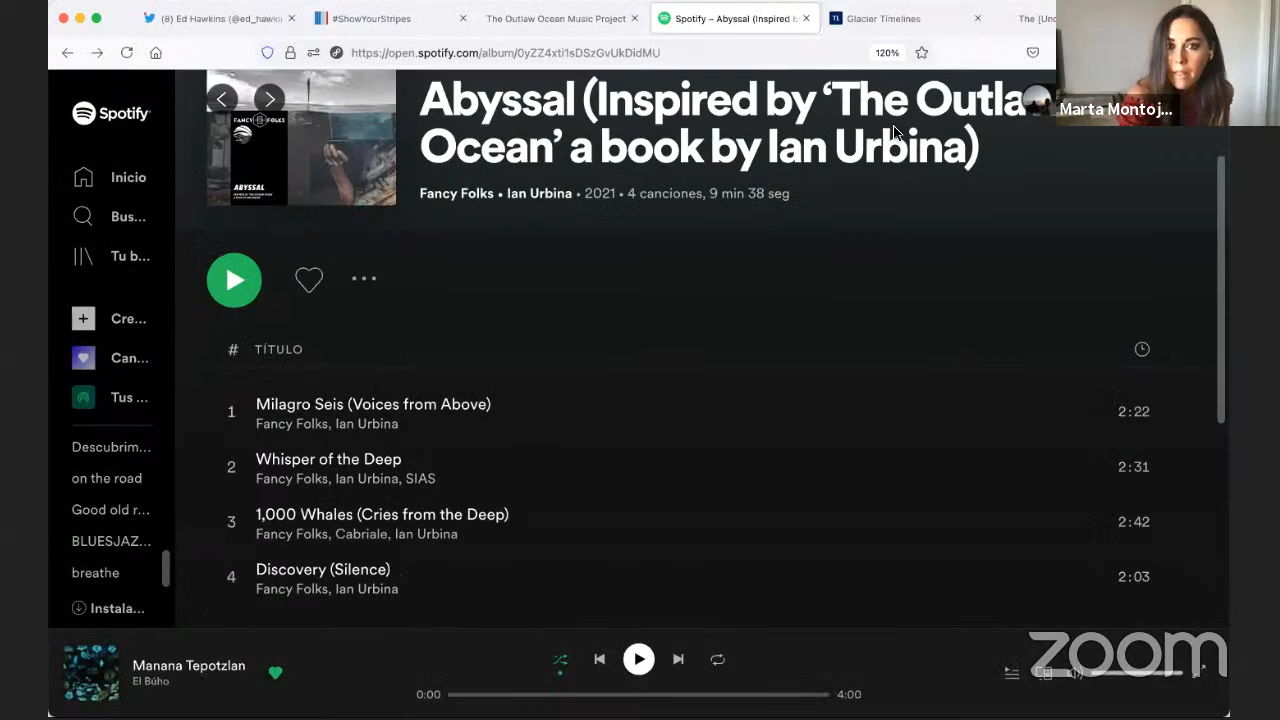 (8) Ed Hawkins (@ed_hawki
#ShowYourStripes
The Outlaw Ocean Music Project
Spotify – Abyssal (Inspired b
TL Glacier Timelines
The [Un
https://open.spotify.com/album/0yZZ4xti1sDSzGvUkDidMU
120%
Marta Montoj...
Spotify
Inicio
Bus...
Tu b...
Cre...
Can...
Tus ...
Descubrim...
on the road
Good old r...
BLUESJAZ...
breathe
Instala...
FANCY FOLKS
ABYSSAL
Abyssal (Inspired by ‘The Outla
Ocean’ a book by Ian Urbina)
Fancy Folks • Ian Urbina • 2021 • 4 canciones, 9 min 38 seg
# TÍTULO
1 Milagro Seis (Voices from Above) 2:22
Fancy Folks, Ian Urbina
2 Whisper of the Deep 2:31
Fancy Folks, Ian Urbina, SIAS
3 1,000 Whales (Cries from the Deep) 2:42
Fancy Folks, Cabriale, Ian Urbina
4 Discovery (Silence) 2:03
Fancy Folks, Ian Urbina
Manana Tepotzlan
El Búho
0:00 4:00
zoom